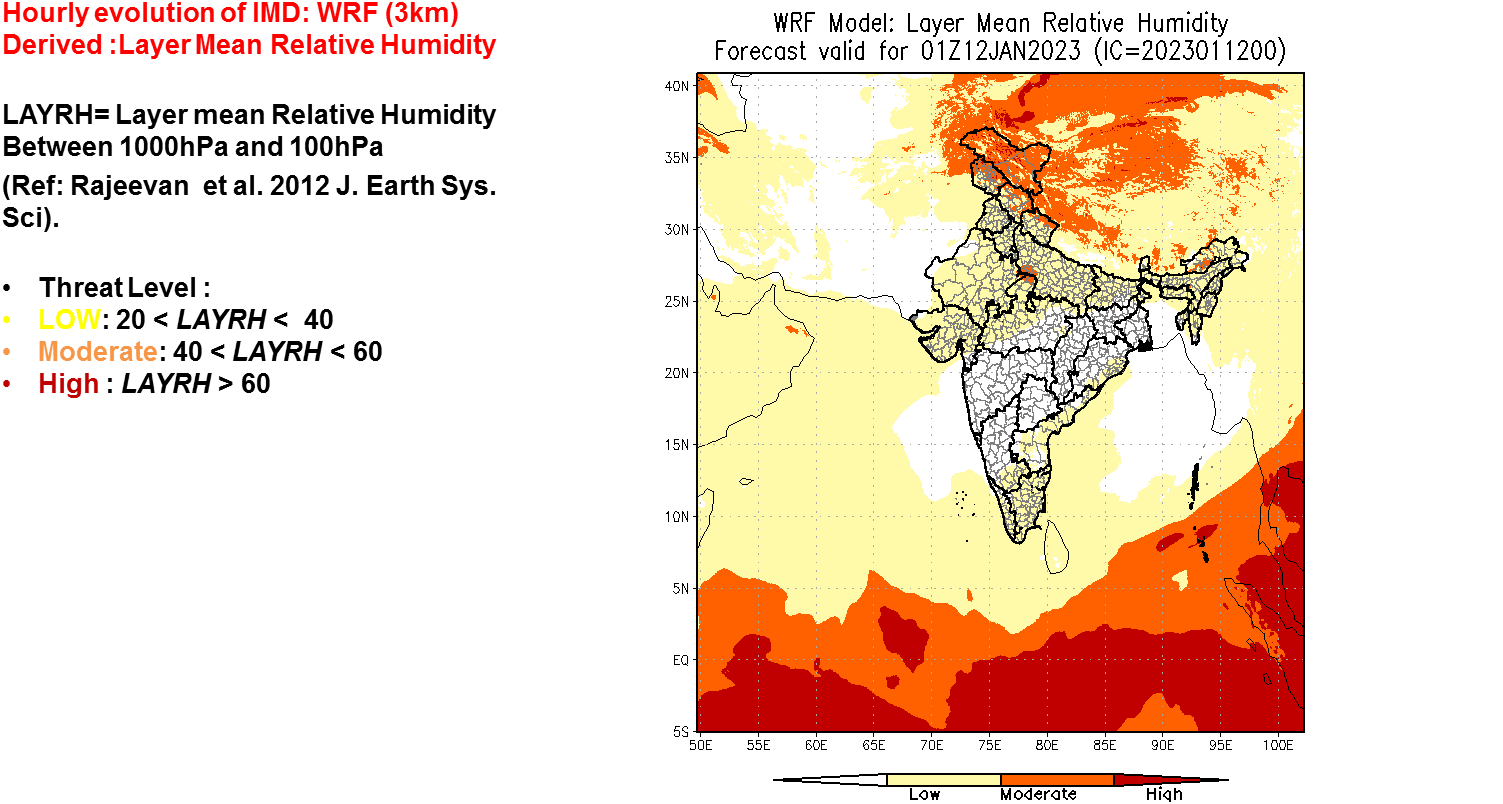 Hourly evolution of IMD: WRF (3km)
Derived :Layer Mean Relative Humidity
LAYRH= Layer mean Relative Humidity
Between 1000hPa and 100hPa
(Ref: Rajeevan et al. 2012 J. Earth Sys.
Sci).
• Threat Level :
• LOW: 20 < LAYRH < 40
• Moderate: 40 < LAYRH < 60
• High : LAYRH > 60
WRF Model: Layer Mean Relative Humidity
Forecast valid for 01Z12JAN2023 (IC=2023011200)
40N
35N
30N
25N
20N
15N
10N
5N
EQ
5S
50E 55E 60E 65E 70E 75E 80E 85E 90E 95E 100E
Low Moderate High